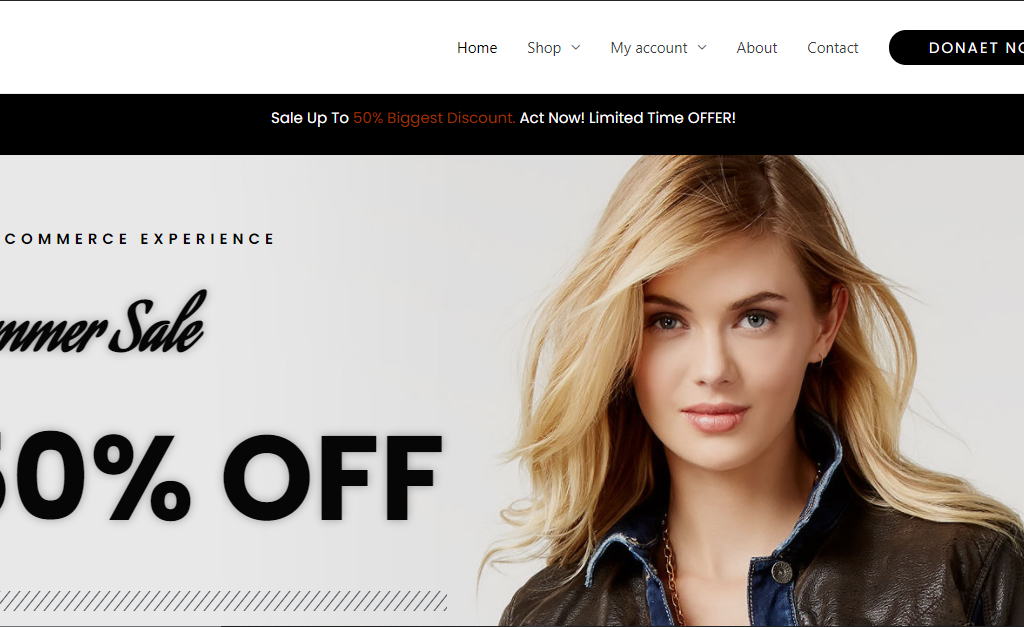 Home Shop My account About Contact DONAET NO
Sale Up To 50% Biggest Discount. Act Now! Limited Time OFFER!
COMMERCE EXPERIENCE
mmer Sale
50% OFF